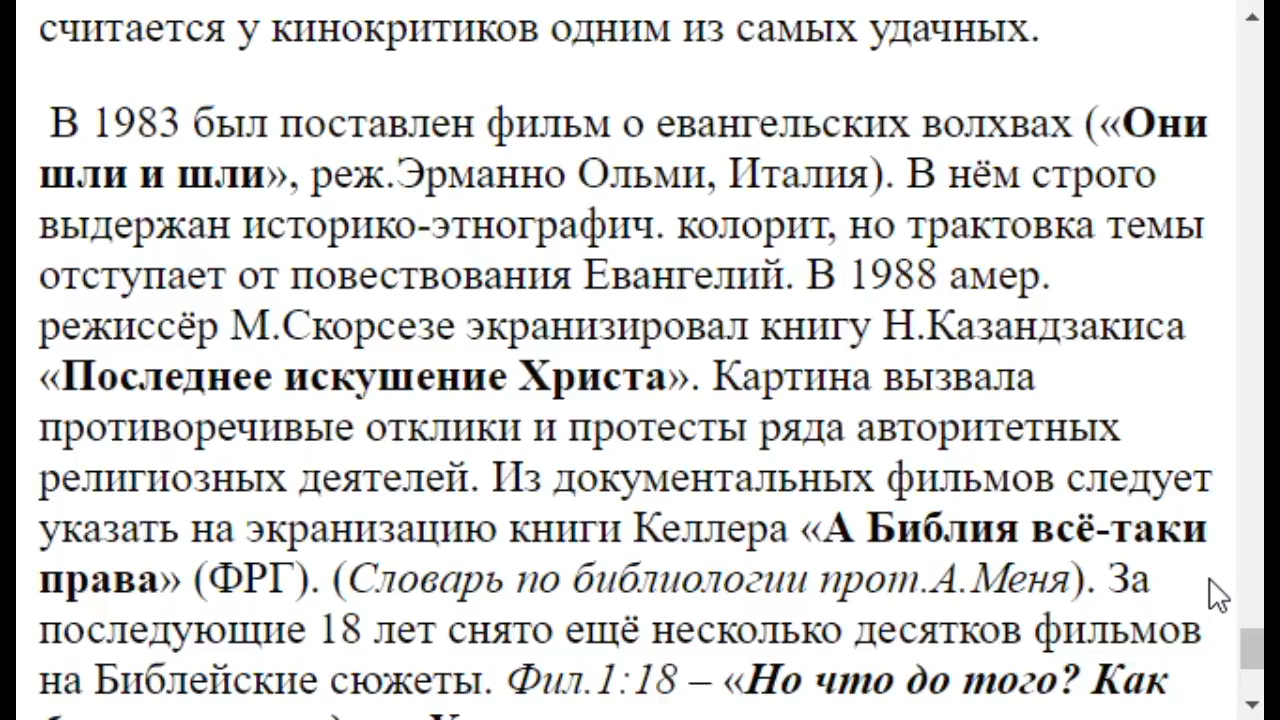 считается у кинокритиков одним из самых удачных.
В 1983 был поставлен фильм о евангельских волхвах («Они
шли и шли», реж.Эрманно Ольми, Италия). В нём строго
выдержан историко-этнографич. колорит, но трактовка темы
отступает от повествования Евангелий. В 1988 амер.
режиссёр М.Скорсезе экранизировал книгу Н.Казандзакиса
«Последнее искушение Христа». Картина вызвала
противоречивые отклики и протесты ряда авторитетных
религиозных деятелей. Из документальных фильмов следует
указать на экранизацию книги Келлера «А Библия всё-таки
права» (ФРГ). (Словарь по библиологии прот.А.Меня). За
последующие 18 лет снято ещё несколько десятков фильмов
на Библейские сюжеты. Фил.1:18 – «Но что до того? Как